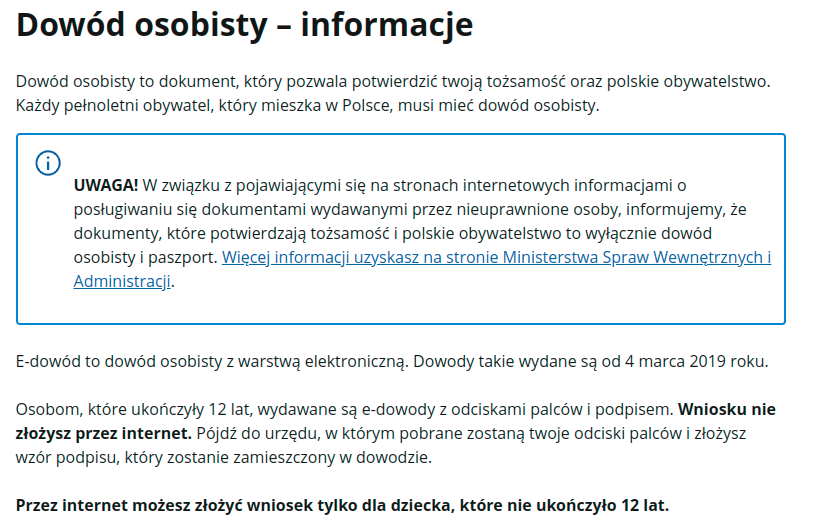 Dowód osobisty – informacje
Dowód osobisty to dokument, który pozwala potwierdzić twoją tożsamość oraz polskie obywatelstwo.
Każdy pełnoletni obywatel, który mieszka w Polsce, musi mieć dowód osobisty.
UWAGA! W związku z pojawiającymi się na stronach internetowych informacjami o
posługiwaniu się dokumentami wydawanymi przez nieuprawnione osoby, informujemy, że
dokumenty, które potwierdzają tożsamość i polskie obywatelstwo to wyłącznie dowód
osobisty i paszport. Więcej informacji uzyskasz na stronie Ministerstwa Spraw Wewnętrznych i
Administracji.
E-dowód to dowód osobisty z warstwą elektroniczną. Dowody takie wydane są od 4 marca 2019 roku.
Osobom, które ukończyły 12 lat, wydawane są e-dowody z odciskami palców i podpisem. Wniosku nie
złożysz przez internet. Pójdź do urzędu, w którym pobrane zostaną twoje odciski palców i złożysz
wzór podpisu, który zostanie zamieszczony w dowodzie.
Przez internet możesz złożyć wniosek tylko dla dziecka, które nie ukończyło 12 lat.